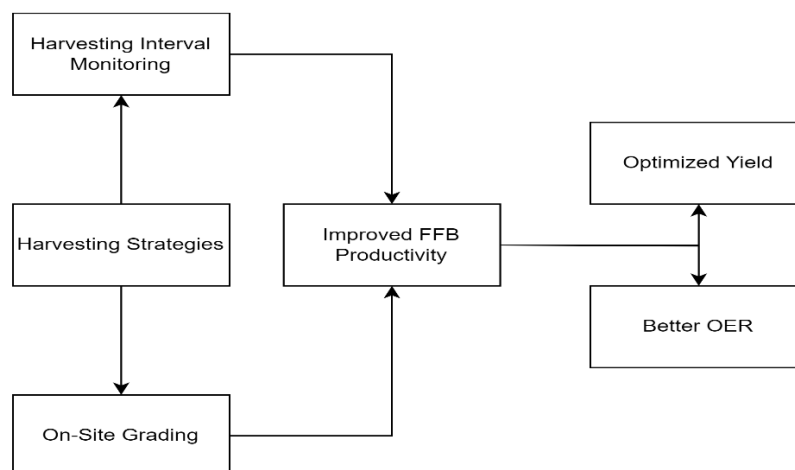 Harvesting Interval
Monitoring
Optimized Yield
Harvesting Strategies
Improved FFB
Productivity
Better OER
On-Site Grading